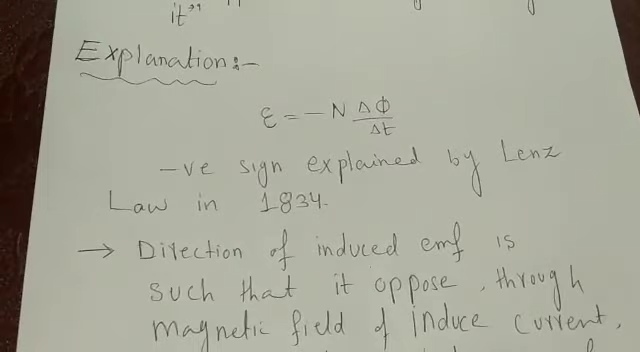 it"
Explanation:-
ε = -N ΔΦ/Δt
-ve sign explained by Lenz
Law in 1834.
→ Direction of induced emf is
such that it oppose, through
magnetic field of induce current,